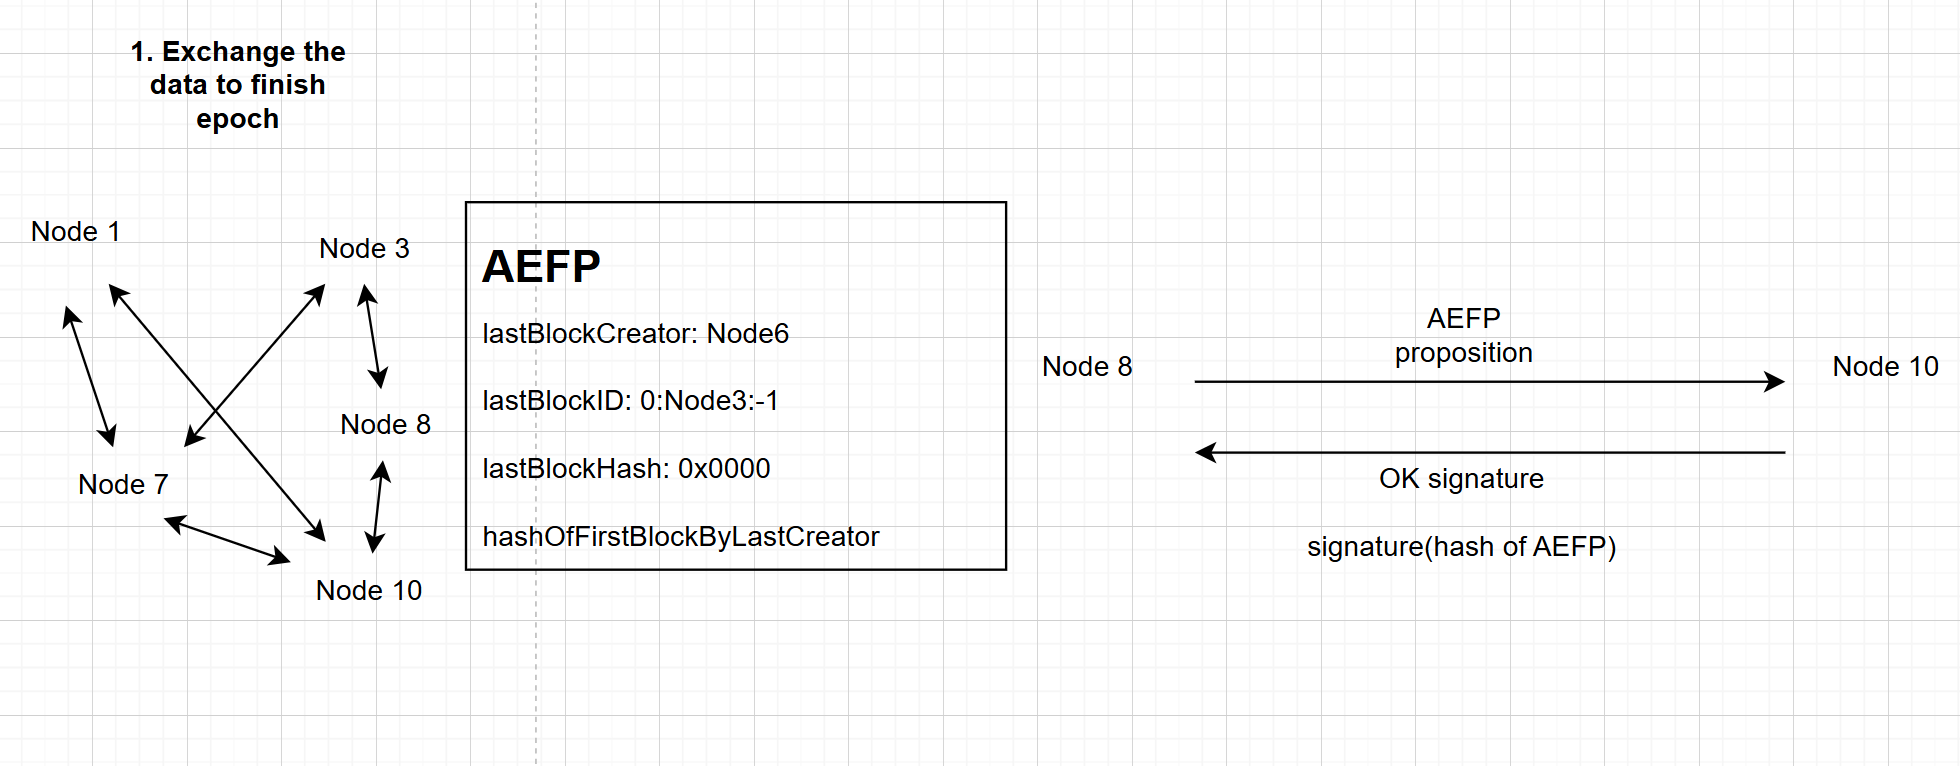 1. Exchange the
data to finish
epoch
Node 1
Node 3
Node 8
Node 7
Node 10
AEFP
lastBlockCreator: Node6
lastBlockID: 0:Node3:-1
lastBlockHash: 0x0000
hashOfFirstBlockByLastCreator
Node 8
AEFP
proposition
Node 10
OK signature
signature(hash of AEFP)